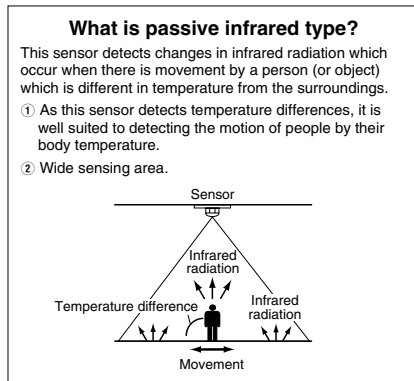 What is passive infrared type?
This sensor detects changes in infrared radiation which
occur when there is movement by a person (or object)
which is different in temperature from the surroundings.
① As this sensor detects temperature differences, it is
well suited to detecting the motion of people by their
body temperature.
② Wide sensing area.
Sensor
Infrared
radiation
Temperature difference
Infrared
radiation
Movement